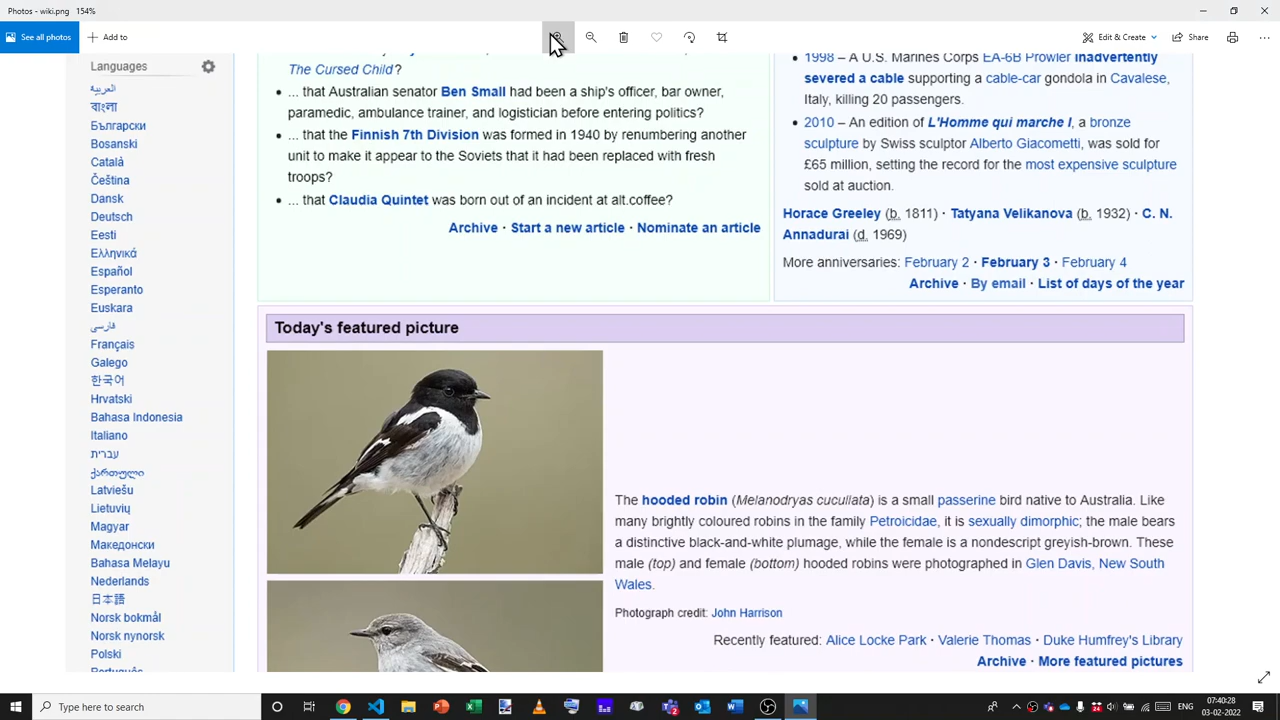 Photos - wiki.png 154%
See all photos
Add to
Edit & Create
Share
Languages
العربية
বাংলা
Български
Bosanski
Català
Čeština
Dansk
Deutsch
Eesti
Ελληνικά
Español
Esperanto
Euskara
فارسی
Français
Galego
한국어
Hrvatski
Bahasa Indonesia
Italiano
עברית
ქართული
Latviešu
Lietuvių
Magyar
Македонски
Bahasa Melayu
Nederlands
日本語
Norsk bokmål
Norsk nynorsk
Polski
Português
The Cursed Child?
... that Australian senator Ben Small had been a ship's officer, bar owner,
paramedic, ambulance trainer, and logistician before entering politics?
... that the Finnish 7th Division was formed in 1940 by renumbering another
unit to make it appear to the Soviets that it had been replaced with fresh
troops?
... that Claudia Quintet was born out of an incident at alt.coffee?
Archive · Start a new article · Nominate an article
1998 – A U.S. Marines Corps EA-6B Prowler inadvertently
severed a cable supporting a cable-car gondola in Cavalese,
Italy, killing 20 passengers.
2010 – An edition of L'Homme qui marche I, a bronze
sculpture by Swiss sculptor Alberto Giacometti, was sold for
£65 million, setting the record for the most expensive sculpture
sold at auction.
Horace Greeley (b. 1811) · Tatyana Velikanova (b. 1932) · C. N.
Annadurai (d. 1969)
More anniversaries: February 2 · February 3 · February 4
Archive · By email · List of days of the year
Today's featured picture
The hooded robin (Melanodryas cucullata) is a small passerine bird native to Australia. Like
many brightly coloured robins in the family Petroicidae, it is sexually dimorphic; the male bears
a distinctive black-and-white plumage, while the female is a nondescript greyish-brown. These
male (top) and female (bottom) hooded robins were photographed in Glen Davis, New South
Wales.
Photograph credit: John Harrison
Recently featured: Alice Locke Park · Valerie Thomas · Duke Humfrey's Library
Archive · More featured pictures
Type here to search
ENG
07:40:28
03-02-2022